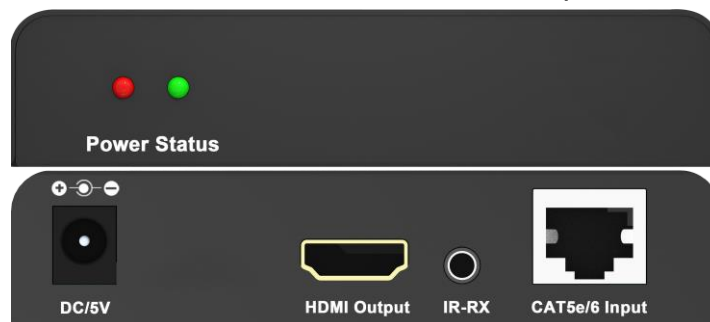 Power Status
DC/5V
HDMI Output
IR-RX
CAT5e/6 Input